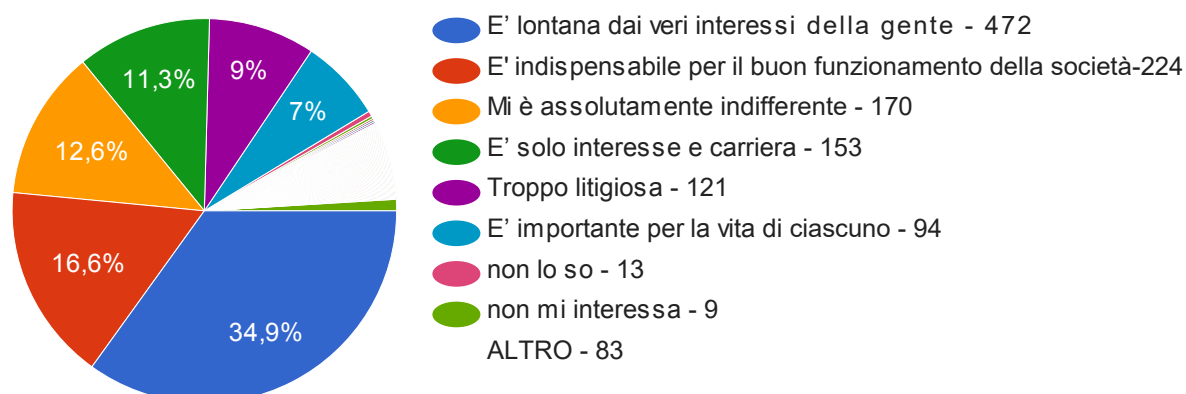 E’ lontana dai veri interessi della gente - 472
E' indispensabile per il buon funzionamento della società-224
Mi è assolutamente indifferente - 170
E’ solo interesse e carriera - 153
Troppo litigiosa - 121
E’ importante per la vita di ciascuno - 94
non lo so - 13
non mi interessa - 9
ALTRO - 83
9%
11,3%
7%
12,6%
16,6%
34,9%